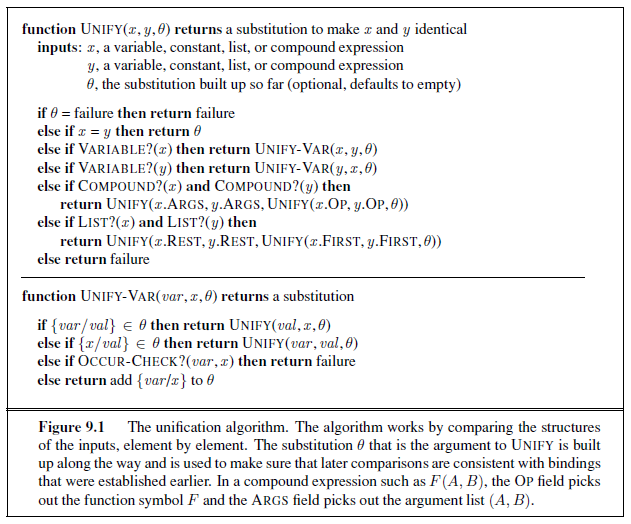 function UNIFY(x, y, θ) returns a substitution to make x and y identical
inputs: x, a variable, constant, list, or compound expression
y, a variable, constant, list, or compound expression
θ, the substitution built up so far (optional, defaults to empty)
if θ = failure then return failure
else if x = y then return θ
else if VARIABLE?(x) then return UNIFY-VAR(x, y, θ)
else if VARIABLE?(y) then return UNIFY-VAR(y, x, θ)
else if COMPOUND?(x) and COMPOUND?(y) then
return UNIFY(x.ARGS, y.ARGS, UNIFY(x.OP, y.OP, θ))
else if LIST?(x) and LIST?(y) then
return UNIFY(x.REST, y.REST, UNIFY(x.FIRST, y.FIRST, θ))
else return failure
function UNIFY-VAR(var, x, θ) returns a substitution
if {var/val} ∈ θ then return UNIFY(val, x, θ)
else if {x/val} ∈ θ then return UNIFY(var, val, θ)
else if OCCUR-CHECK?(var, x) then return failure
else return add {var/x} to θ
Figure 9.1 The unification algorithm. The algorithm works by comparing the structures
of the inputs, element by element. The substitution θ that is the argument to UNIFY is built
up along the way and is used to make sure that later comparisons are consistent with bindings
that were established earlier. In a compound expression such as F(A, B), the OP field picks
out the function symbol F and the ARGS field picks out the argument list (A, B).